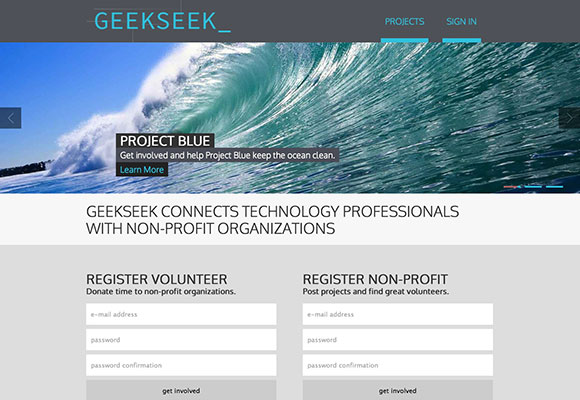 GEEKSEEK_
PROJECTS SIGN IN
PROJECT BLUE
Get involved and help Project Blue keep the ocean clean.
Learn More
GEEKSEEK CONNECTS TECHNOLOGY PROFESSIONALS
WITH NON-PROFIT ORGANIZATIONS
REGISTER VOLUNTEER
Donate time to non-profit organizations.
e-mail address
password
password confirmation
get involved
REGISTER NON-PROFIT
Post projects and find great volunteers.
e-mail address
password
password confirmation
get involved